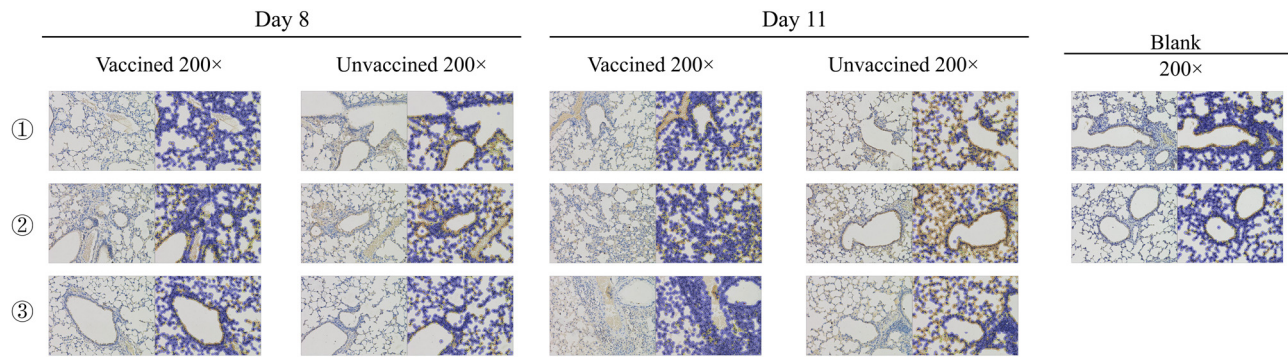 Day 8
Day 11
Blank
Vaccined 200×
Unvaccined 200×
Vaccined 200×
Unvaccined 200×
200×
①
②
③